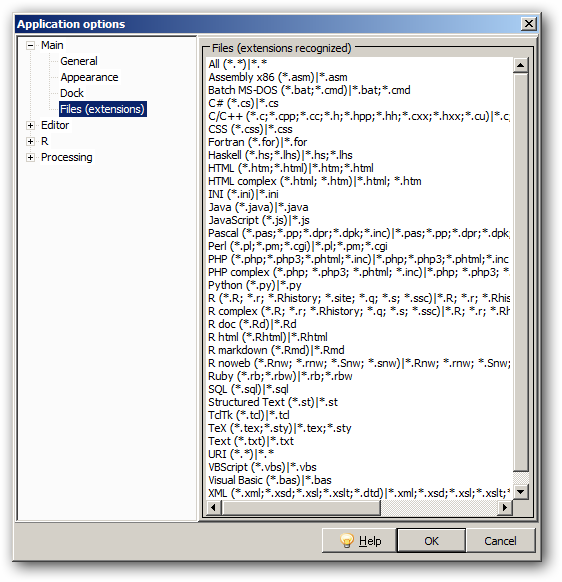 Application options
Main
General
Appearance
Dock
Files (extensions)
Editor
R
Processing
Files (extensions recognized)
All (*.*)|*.*
Assembly x86 (*.asm)|*.asm
Batch MS-DOS (*.bat;*.cmd)|*.bat;*.cmd
C# (*.cs)|*.cs
C/C++ (*.c;*.cpp;*.cc;*.h;*.hpp;*.hh;*.cxx;*.hxx;*.cu)|*.c;
CSS (*.css)|*.css
Fortran (*.for)|*.for
Haskell (*.hs;*.lhs)|*.hs;*.lhs
HTML (*.htm;*.html)|*.htm;*.html
HTML complex (*.html; *.htm)|*.html; *.htm
INI (*.ini)|*.ini
Java (*.java)|*.java
JavaScript (*.js)|*.js
Pascal (*.pas;*.pp;*.dpr;*.dpk;*.inc)|*.pas;*.pp;*.dpr;*.dpk,
Perl (*.pl;*.pm;*.cgi)|*.pl;*.pm;*.cgi
PHP (*.php;*.php3;*.phtml;*.inc)|*.php;*.php3;*.phtml;*.inc
PHP complex (*.php; *.php3; *.phtml; *.inc)|*.php; *.php3; *
Python (*.py)|*.py
R (*.R; *.r; *.Rhistory; *.site; *.q; *.s; *.ssc)|*.R; *.r; *.Rhis
R complex (*.R; *.r; *.Rhistory; *.q; *.s; *.ssc)|*.R; *.r; *.Rh
R doc (*.Rd)|*.Rd
R html (*.Rhtml)|*.Rhtml
R markdown (*.Rmd)|*.Rmd
R noweb (*.Rnw; *.rnw; *.Snw; *.snw)|*.Rnw; *.rnw; *.Snw;
Ruby (*.rb;*.rbw)|*.rb;*.rbw
SQL (*.sql)|*.sql
Structured Text (*.st)|*.st
TclTk (*.tcl)|*.tcl
TeX (*.tex;*.sty)|*.tex;*.sty
Text (*.txt)|*.txt
URI (*.*)|*.*
VBScript (*.vbs)|*.vbs
Visual Basic (*.bas)|*.bas
XML (*.xml;*.xsd;*.xsl;*.xslt;*.dtd)|*.xml;*.xsd;*.xsl;*.xslt;*
Help
OK
Cancel